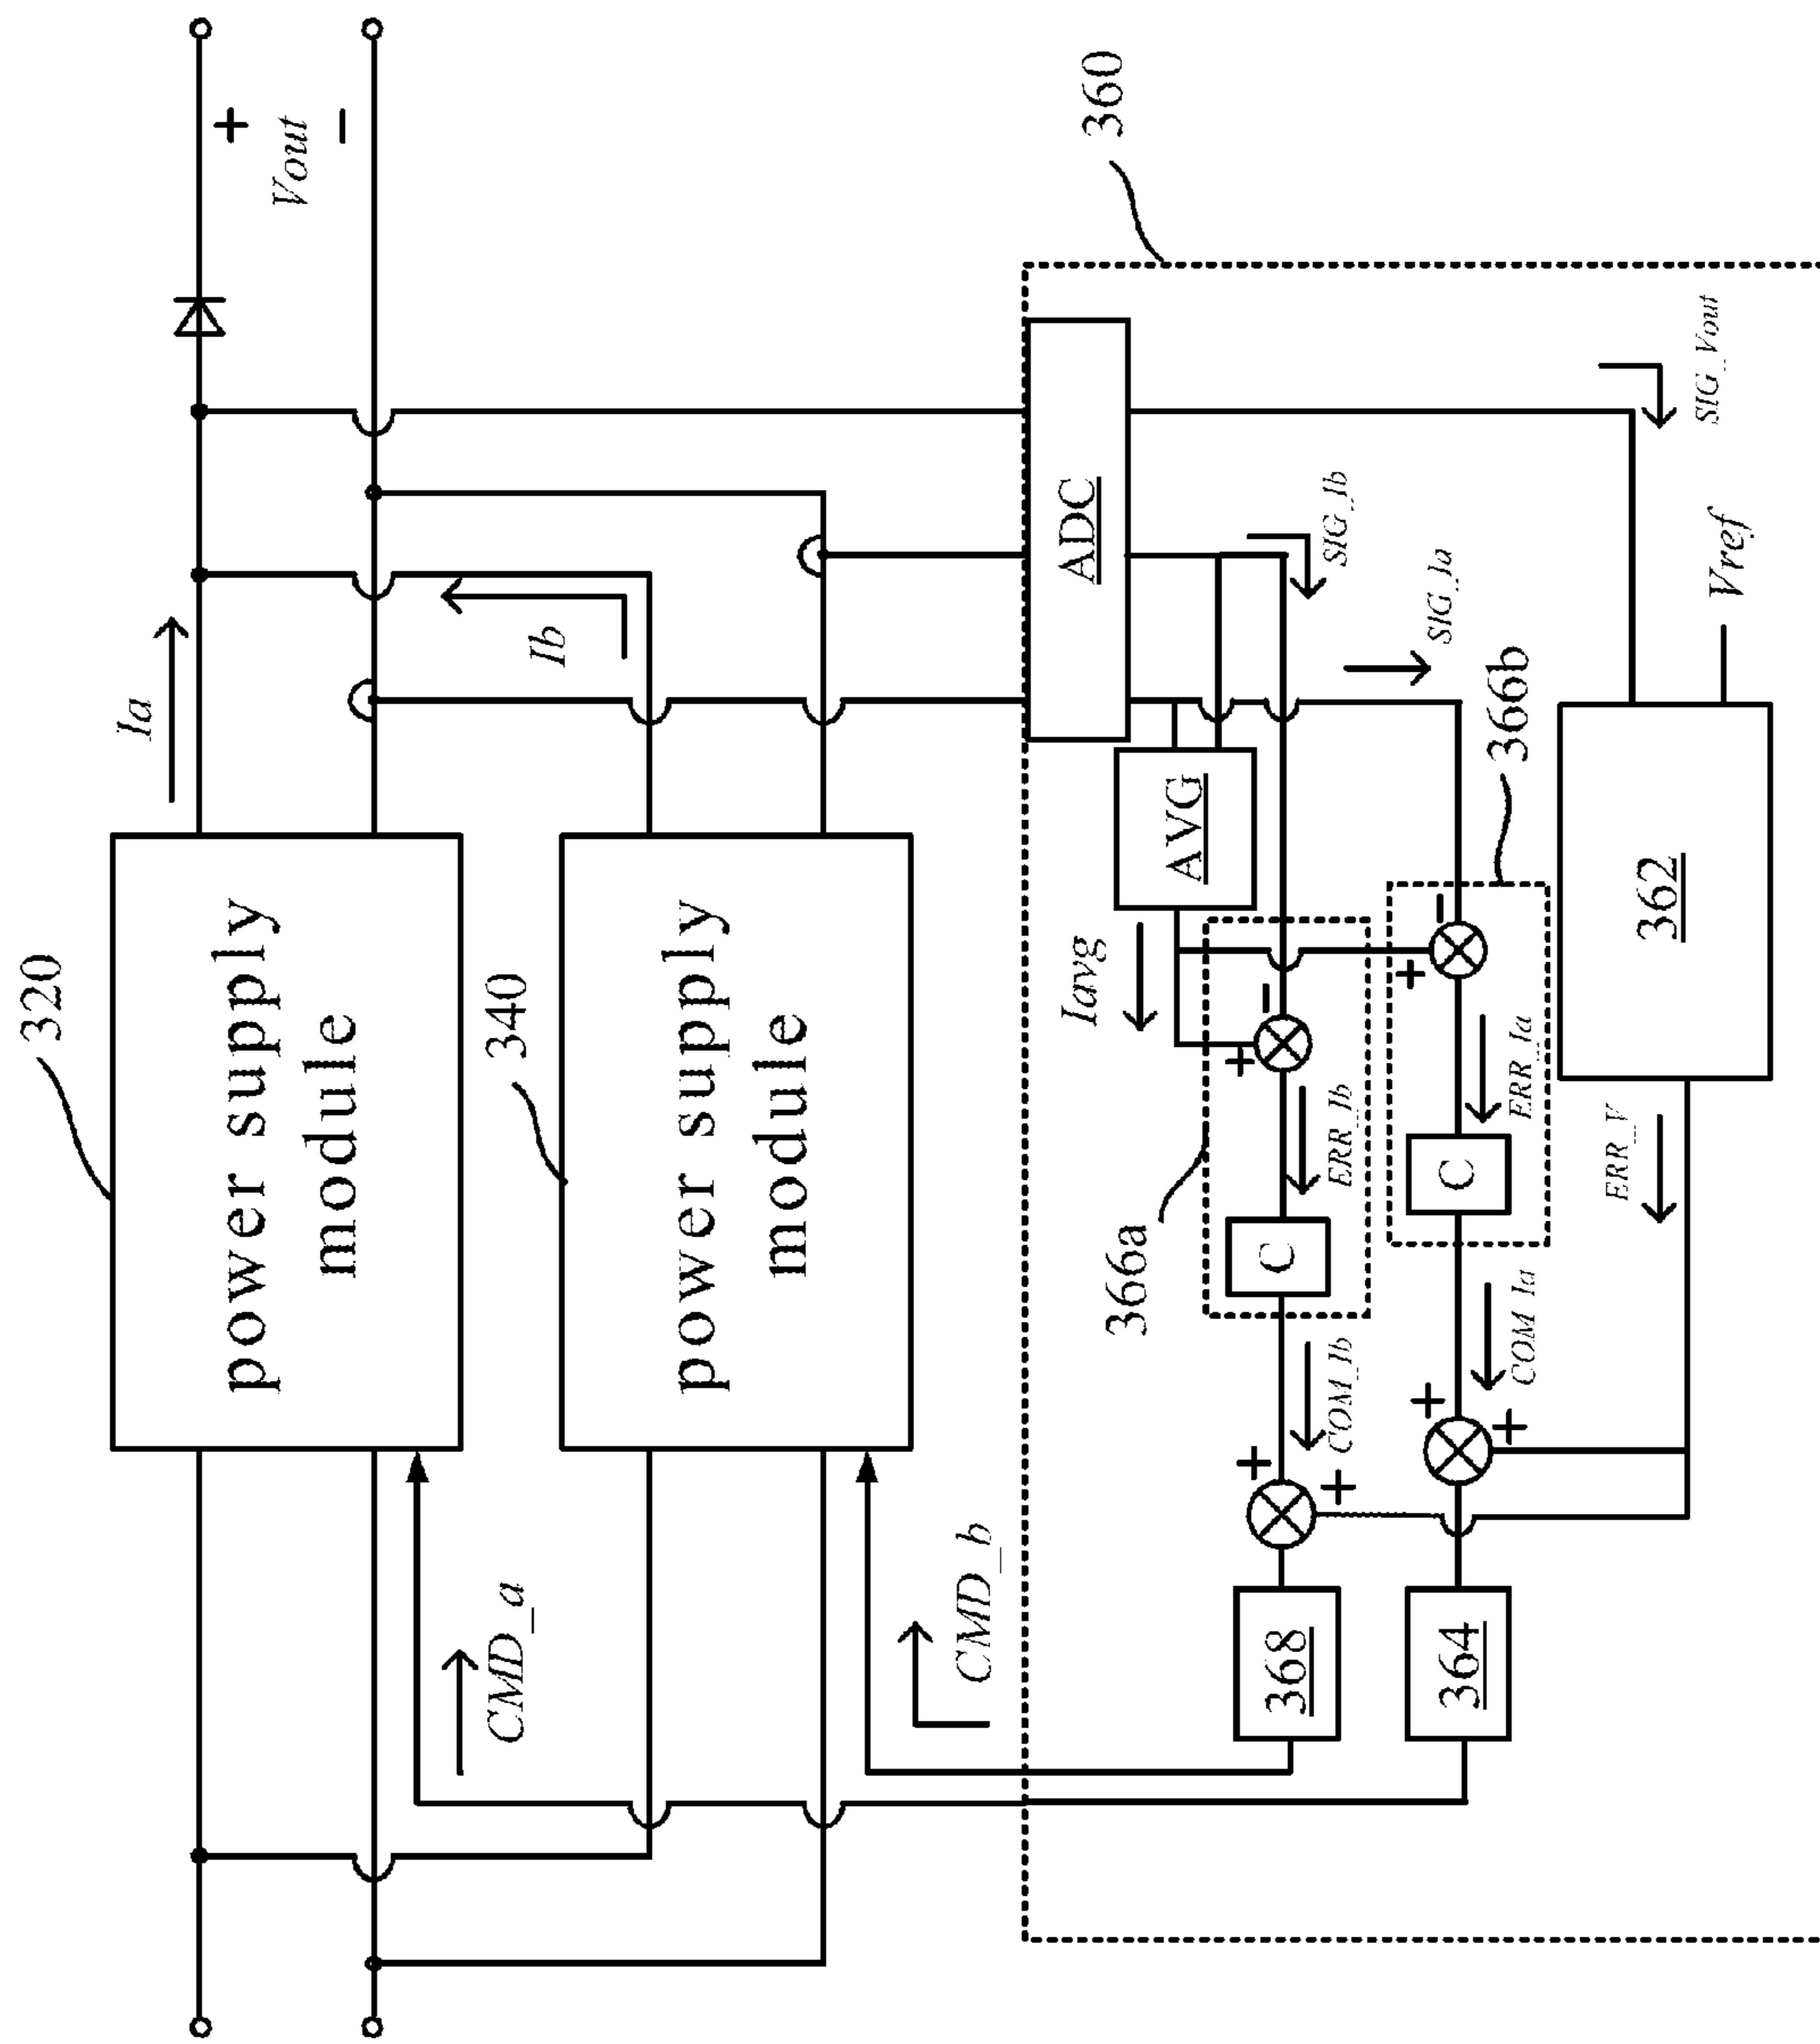 320
power supply
module
340
power supply
module
Ia
+
Vout
−
Ib
CMD_a
CMD_b
360
ADC
AVG
Iavg
SIG_Ib
SIG_Ia
SIG_Vout
Vref
366a
366b
+
−
+
−
ERR_Ib
ERR_Ia
ERR_V
C
C
COM_Ib
COM_Ia
+
+
+
+
368
364
362